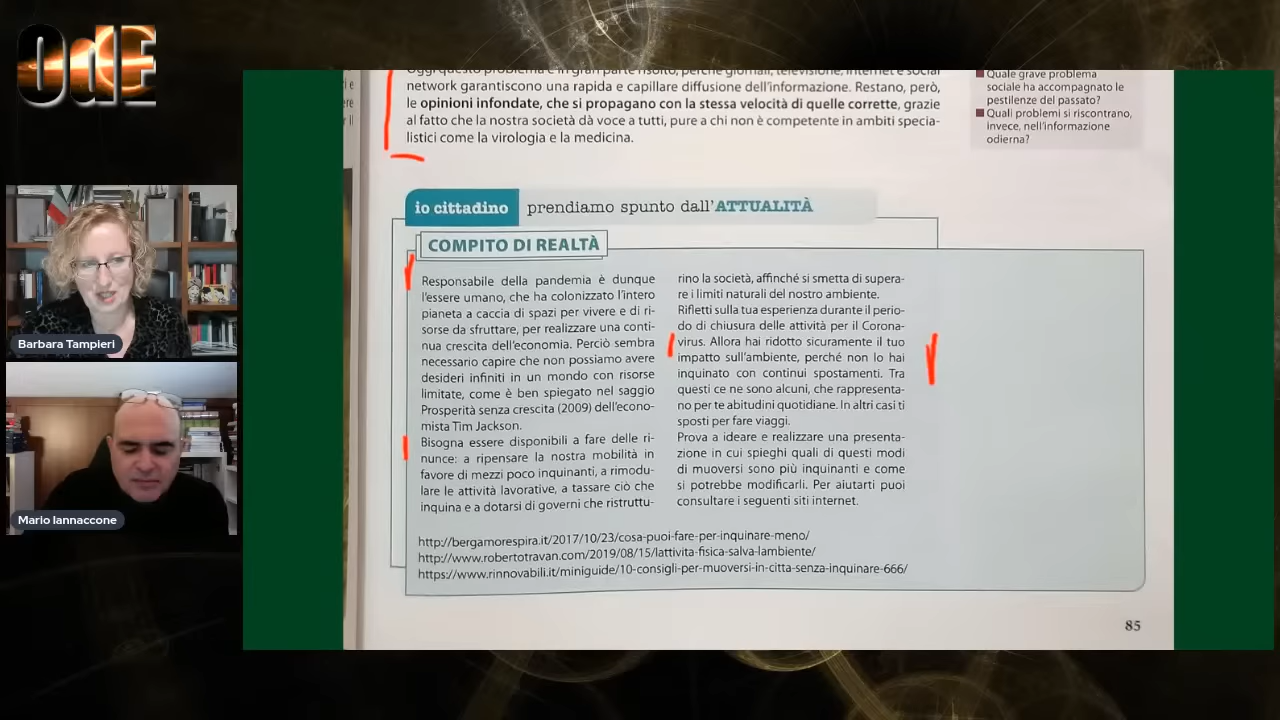 OdE
Oggi questo problema è in gran parte risolto, perché giornali, televisione, internet e social
network garantiscono una rapida e capillare diffusione dell'informazione. Restano, però,
le opinioni infondate, che si propagano con la stessa velocità di quelle corrette, grazie
al fatto che la nostra società dà voce a tutti, pure a chi non è competente in ambiti specia-
listici come la virologia e la medicina.
Quale grave problema
sociale ha accompagnato le
pestilenze del passato?
Quali problemi si riscontrano,
invece, nell'informazione
odierna?
io cittadino prendiamo spunto dall'ATTUALITÀ
COMPITO DI REALTÀ
Responsabile della pandemia è dunque
l'essere umano, che ha colonizzato l'intero
pianeta a caccia di spazi per vivere e di ri-
sorse da sfruttare, per realizzare una conti-
nua crescita dell'economia. Perciò sembra
necessario capire che non possiamo avere
desideri infiniti in un mondo con risorse
limitate, come è ben spiegato nel saggio
Prosperità senza crescita (2009) dell'econo-
mista Tim Jackson.
Bisogna essere disponibili a fare delle ri-
nunce: a ripensare la nostra mobilità in
favore di mezzi poco inquinanti, a rimodu-
lare le attività lavorative, a tassare ciò che
inquina e a dotarsi di governi che ristruttu-
rino la società, affinché si smetta di supera-
re i limiti naturali del nostro ambiente.
Rifletti sulla tua esperienza durante il perio-
do di chiusura delle attività per il Corona-
virus. Allora hai ridotto sicuramente il tuo
impatto sull'ambiente, perché non lo hai
inquinato con continui spostamenti. Tra
questi ce ne sono alcuni, che rappresenta-
no per te abitudini quotidiane. In altri casi ti
sposti per fare viaggi.
Prova a ideare e realizzare una presenta-
zione in cui spieghi quali di questi modi
di muoversi sono più inquinanti e come
si potrebbe modificarli. Per aiutarti puoi
consultare i seguenti siti internet.
http://bergamorespira.it/2017/10/23/cosa-puoi-fare-per-inquinare-meno/
http://www.robertotravan.com/2019/08/15/lattivita-fisica-salva-lambiente/
https://www.rinnovabili.it/miniguide/10-consigli-per-muoversi-in-citta-senza-inquinare-666/
85
Barbara Tampieri
Mario Iannaccone